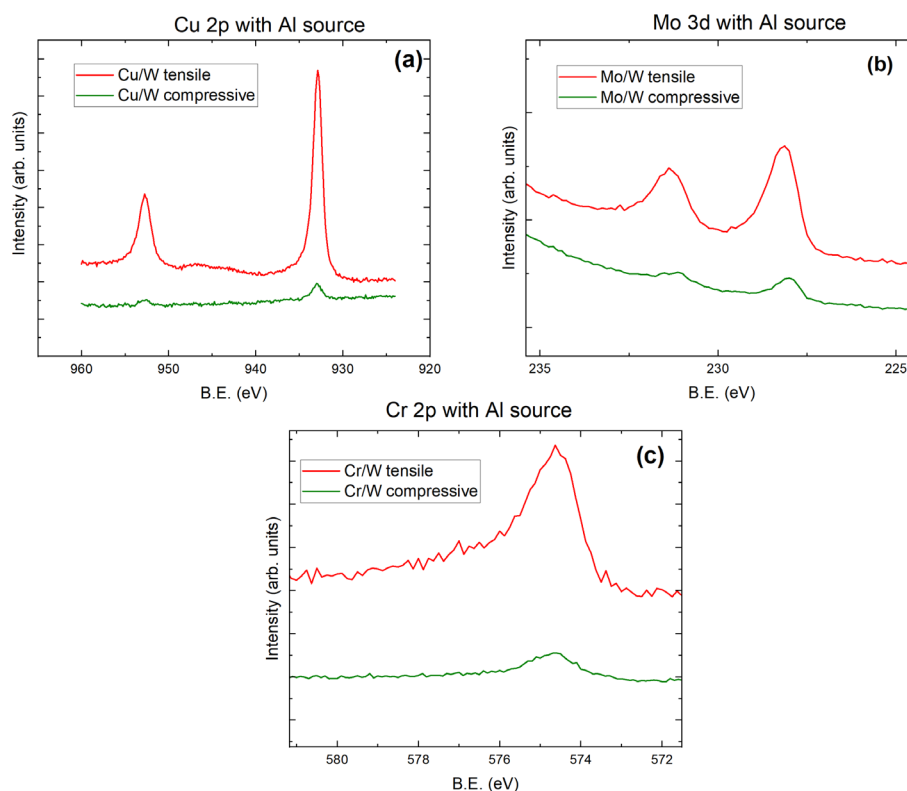 Cu 2p with Al source
(a)
Cu/W tensile
Cu/W compressive
Intensity (arb. units)
960 950 940 930 920
B.E. (eV)
Mo 3d with Al source
(b)
Mo/W tensile
Mo/W compressive
Intensity (arb. units)
235 230 225
B.E. (eV)
Cr 2p with Al source
(c)
Cr/W tensile
Cr/W compressive
Intensity (arb. units)
580 578 576 574 572
B.E. (eV)